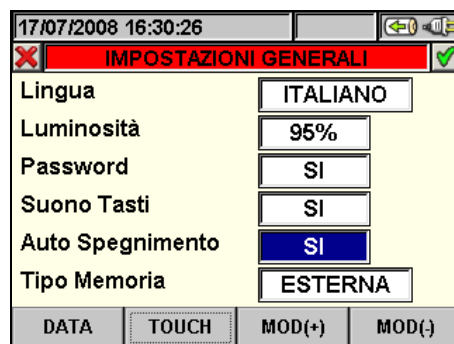 17/07/2008 16:30:26
IMPOSTAZIONI GENERALI
Lingua ITALIANO
Luminosità 95%
Password SI
Suono Tasti SI
Auto Spegnimento SI
Tipo Memoria ESTERNA
DATA TOUCH MOD(+) MOD(-)